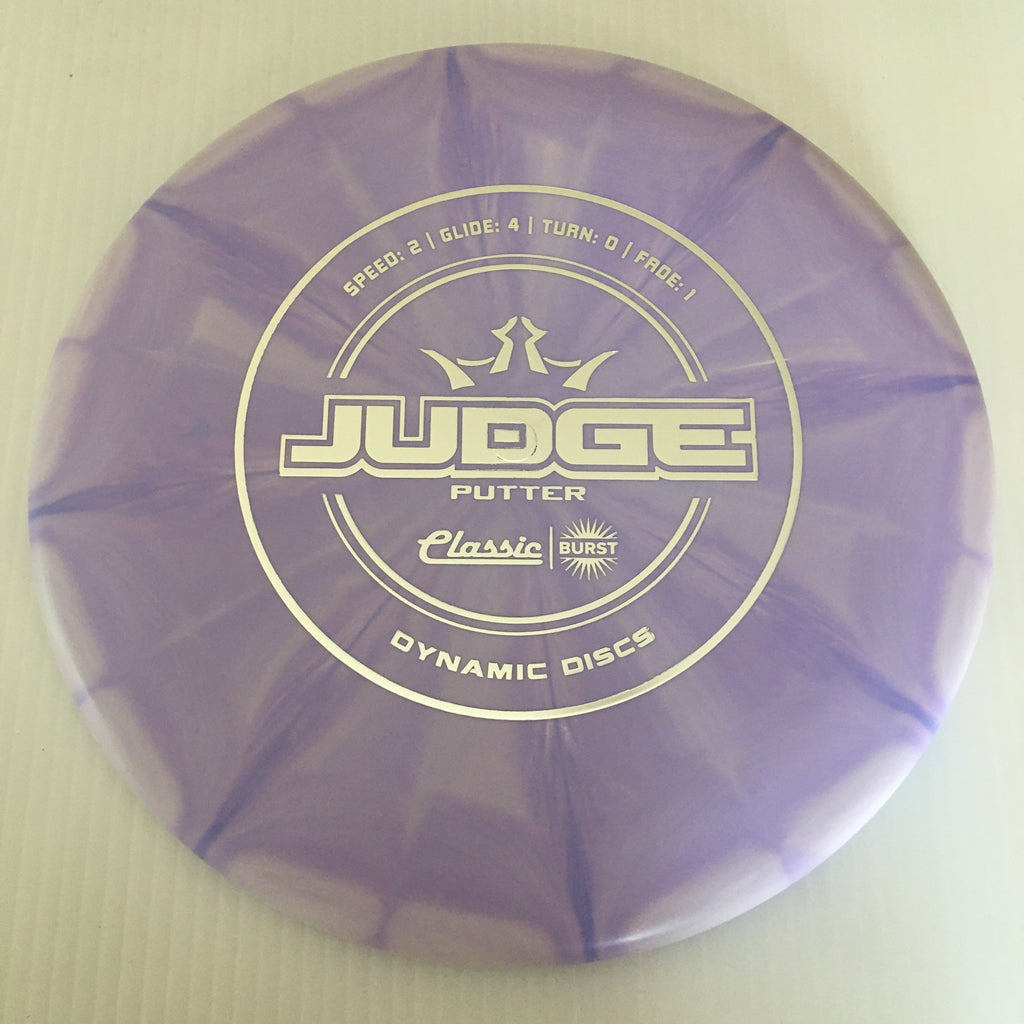 SPEED: 2 | GLIDE: 4 | TURN: 0 | FADE: 1
JUDGE
PUTTER
Classic | BURST
DYNAMIC DISCS